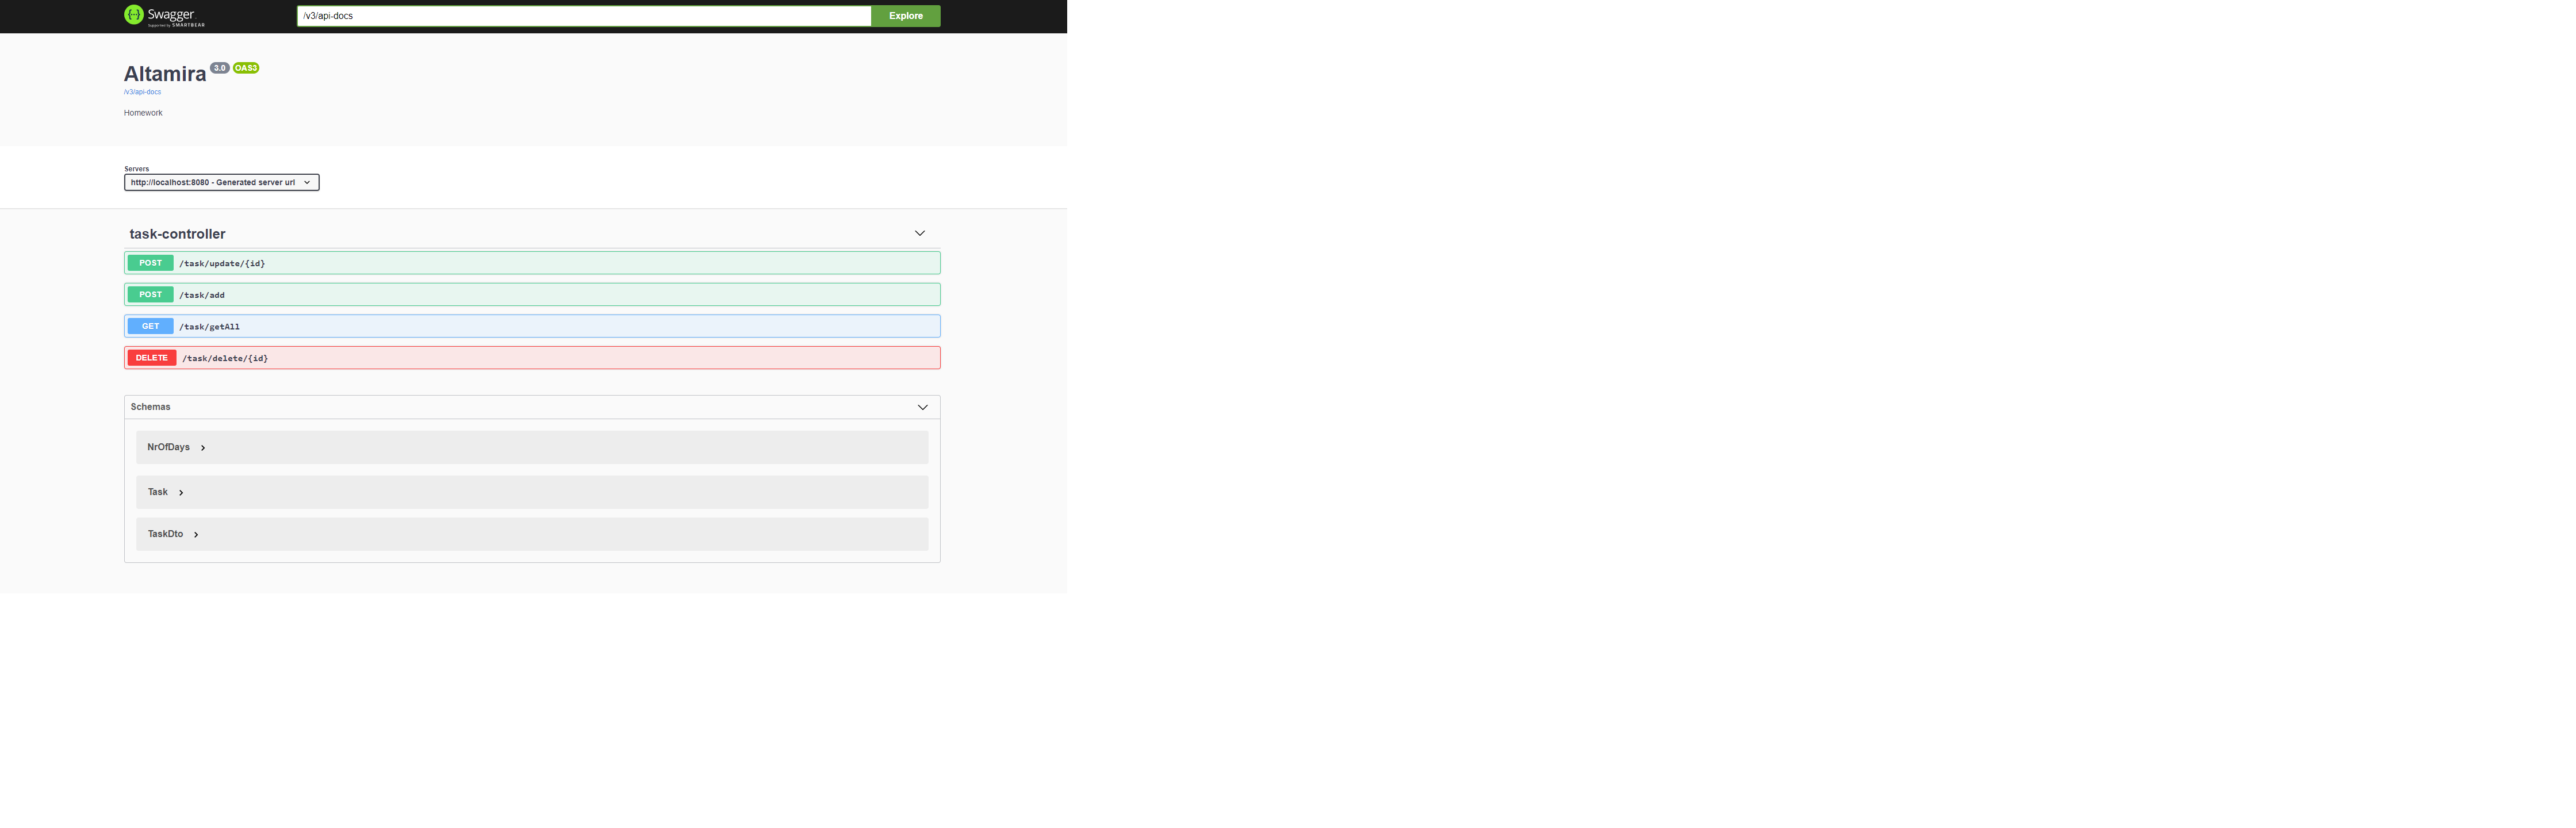 Swagger
Supported by SMARTBEAR
/v3/api-docs
Explore
Altamira 3.0 OAS3
/v3/api-docs
Homework
Servers
http://localhost:8080 - Generated server url
task-controller
POST /task/update/{id}
POST /task/add
GET /task/getAll
DELETE /task/delete/{id}
Schemas
NrOfDays
Task
TaskDto